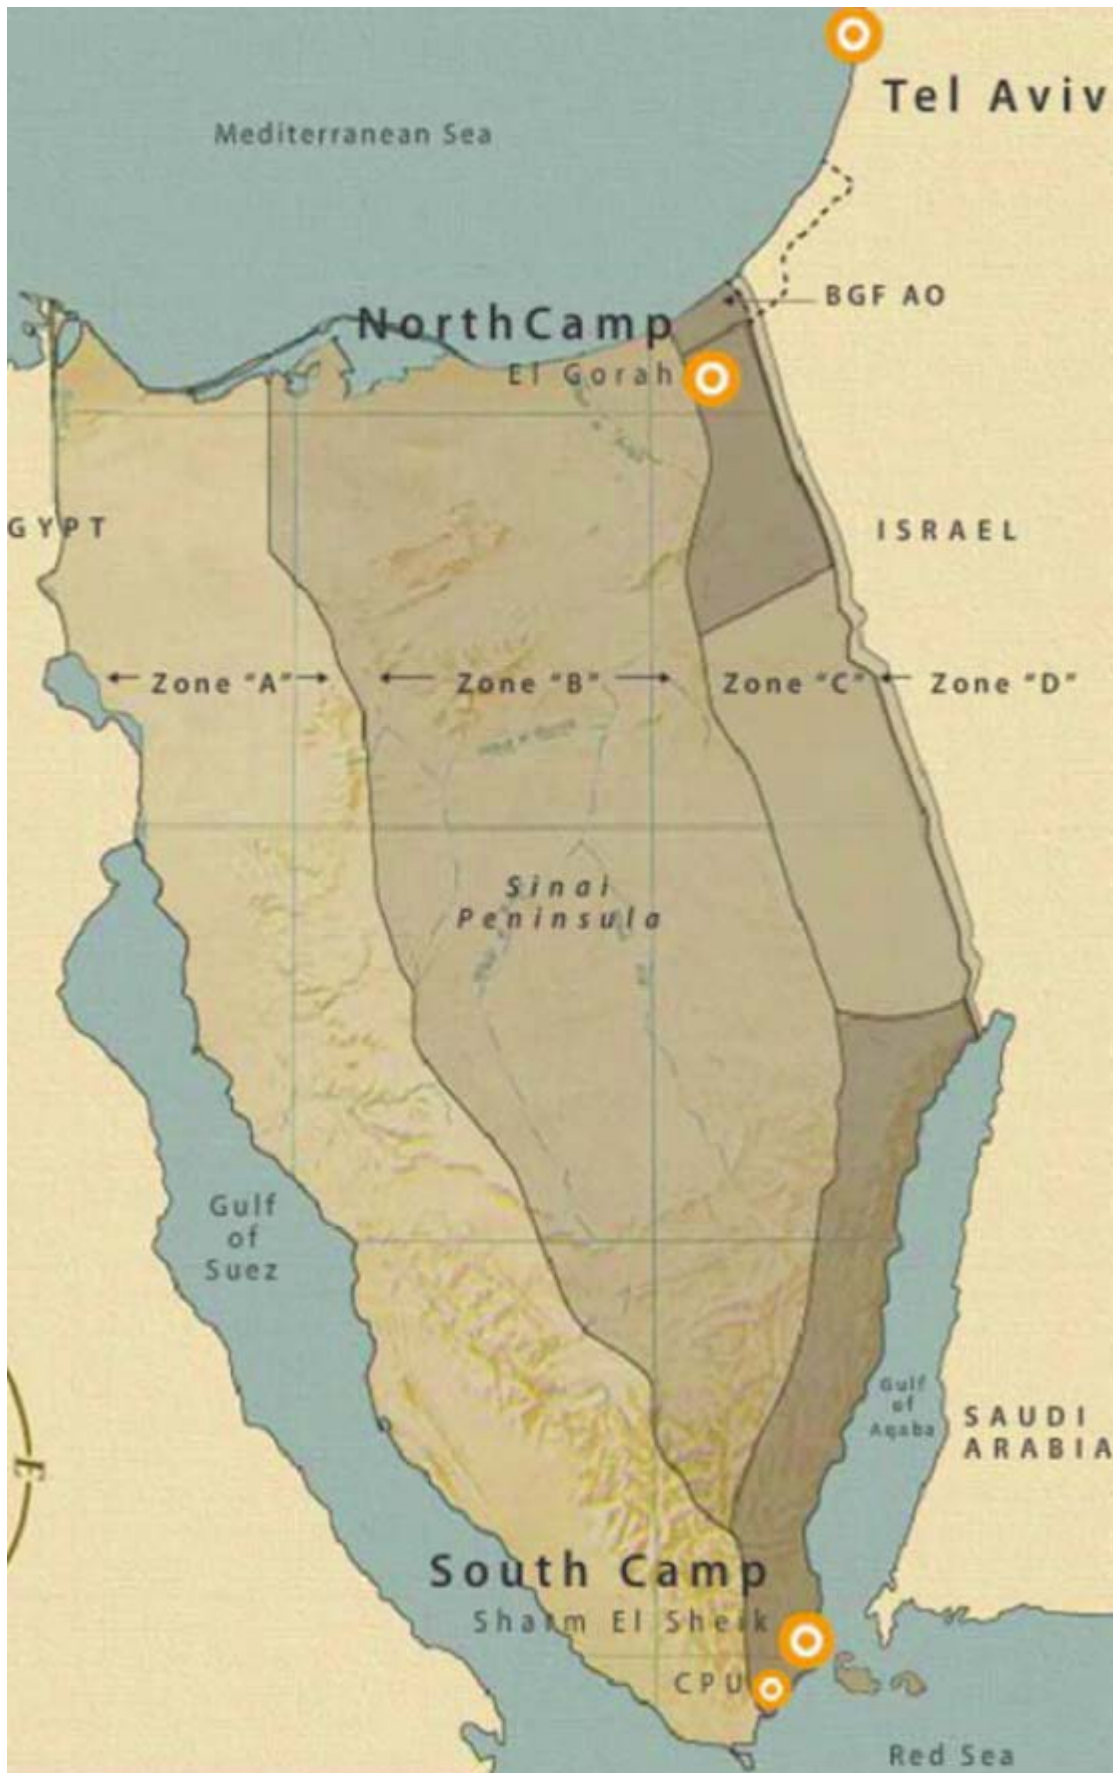 Tel Aviv
Mediterranean Sea
BGF AO
NorthCamp
El Gorah
GYPT
ISRAEL
Zone "A"
Zone "B"
Zone "C"
Zone "D"
Sinai
Peninsula
Gulf
of
Suez
Gulf
of
Aqaba
SAUDI
ARABIA
E
South Camp
Sharm El Sheik
CPU
Red Sea